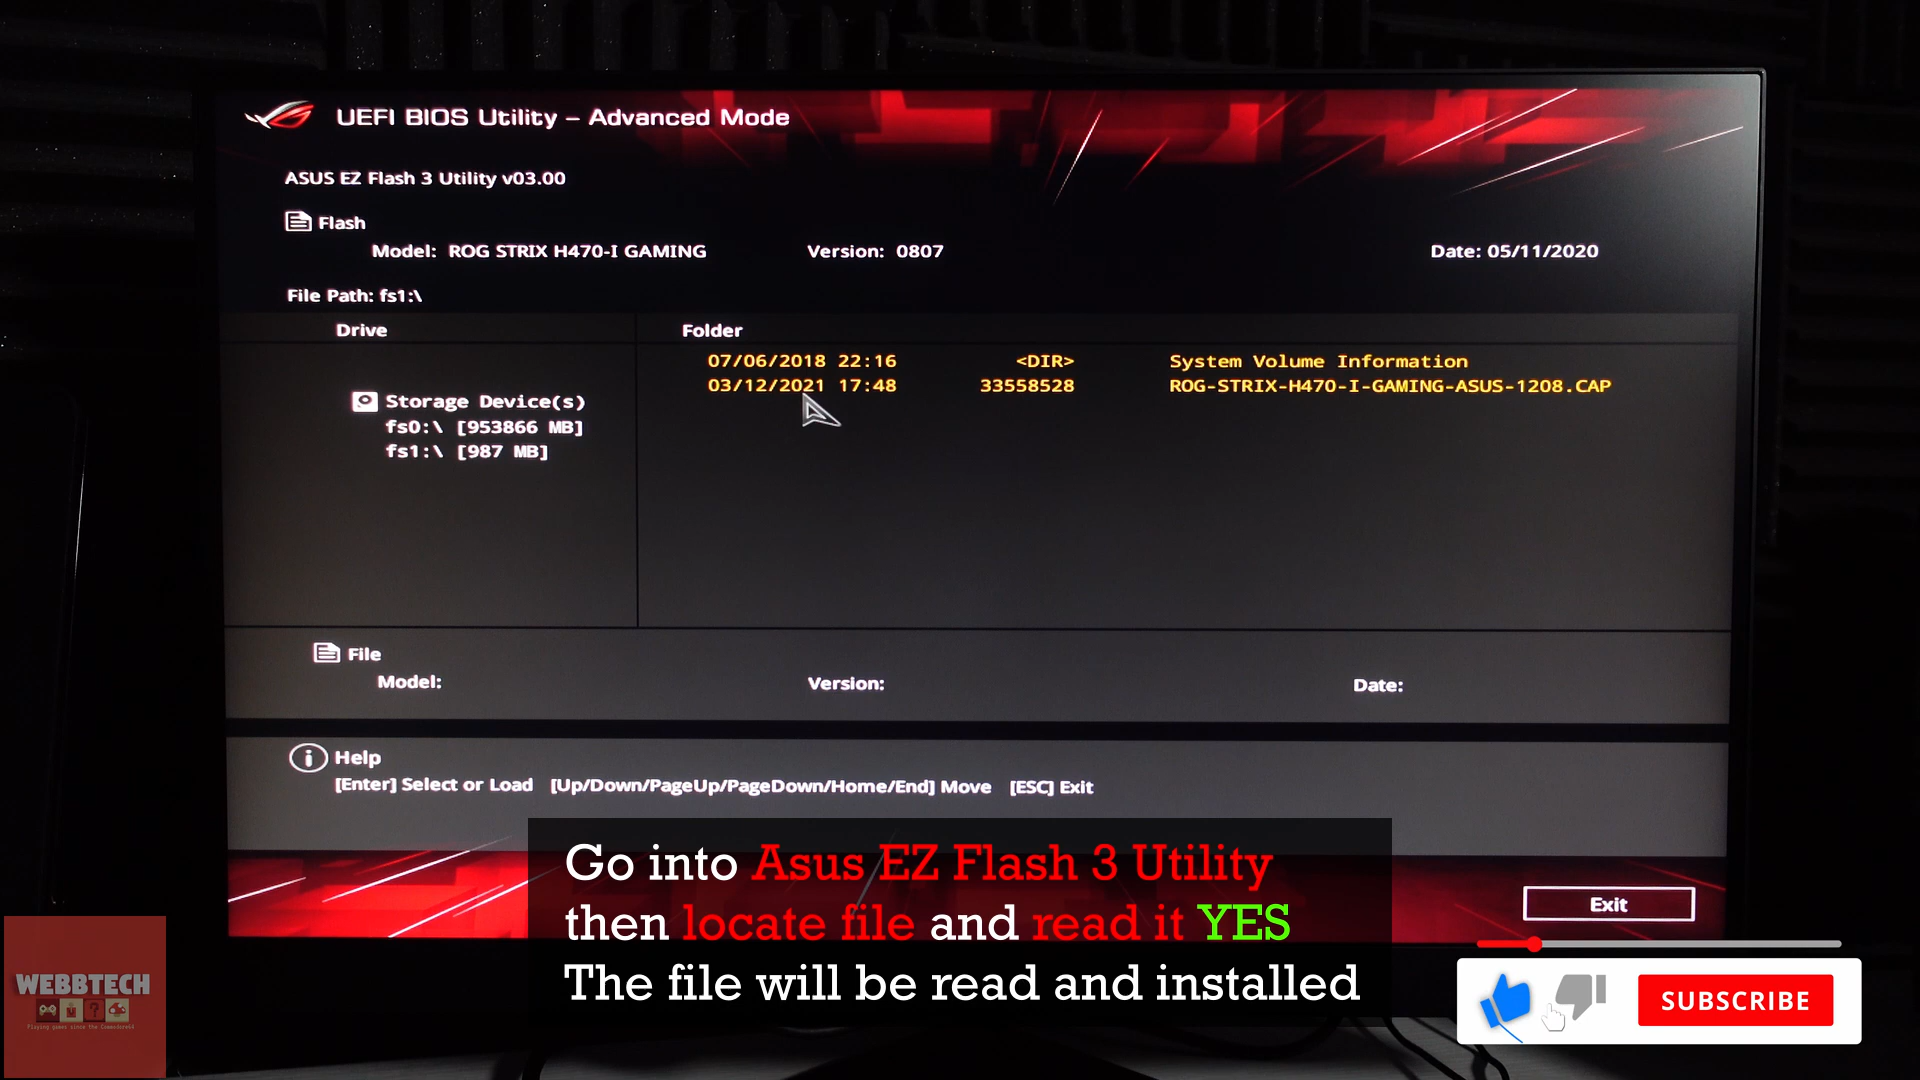 UEFI BIOS Utility – Advanced Mode
ASUS EZ Flash 3 Utility v03.00
Flash
Model: ROG STRIX H470-I GAMING Version: 0807 Date: 05/11/2020
File Path: fs1:\
Drive Folder
07/06/2018 22:16 <DIR> System Volume Information
03/12/2021 17:48 33558528 ROG-STRIX-H470-I-GAMING-ASUS-1208.CAP
Storage Device(s)
fs0:\ [953866 MB]
fs1:\ [987 MB]
File
Model: Version: Date:
Help
[Enter] Select or Load [Up/Down/PageUp/PageDown/Home/End] Move [ESC] Exit
Exit
Go into Asus EZ Flash 3 Utility
then locate file and read it YES
The file will be read and installed
WEBBTECH
Playing games since the Commodore64
SUBSCRIBE